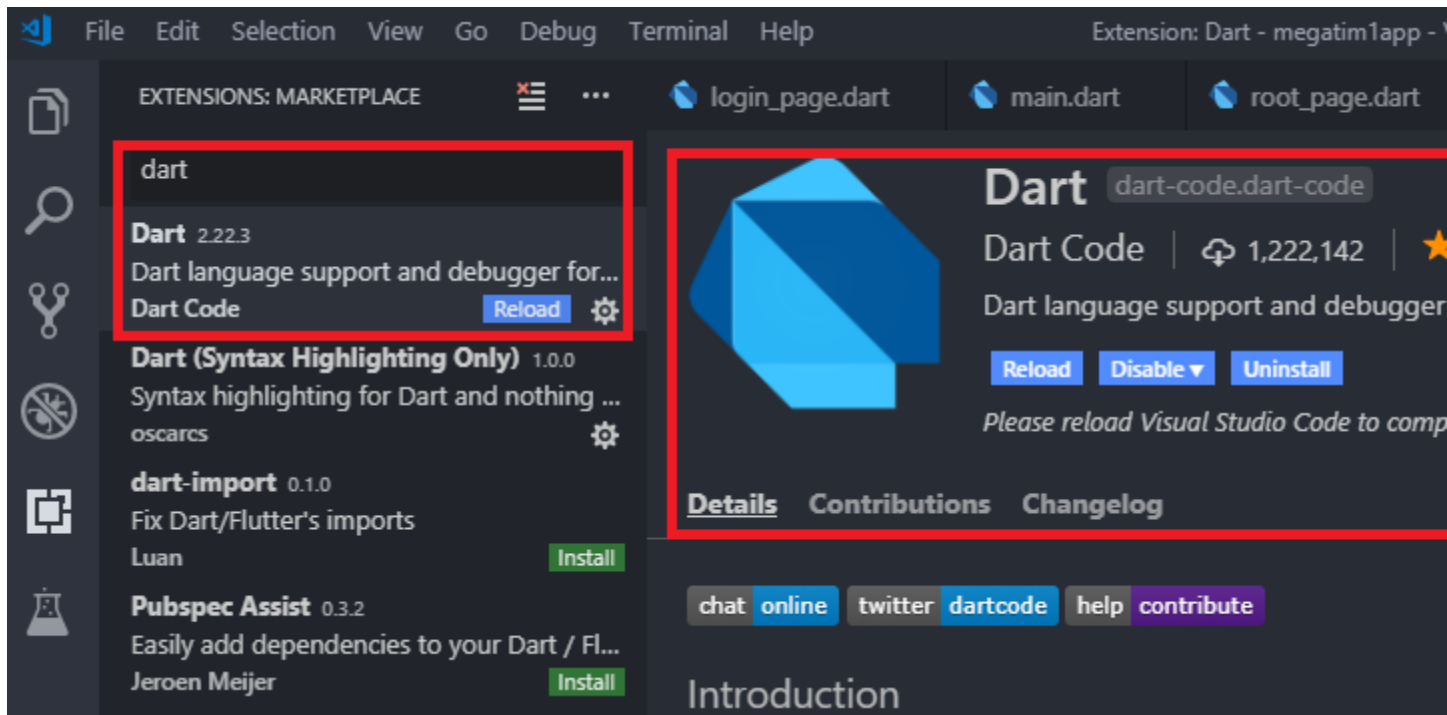 File Edit Selection View Go Debug Terminal Help Extension: Dart - megatim1app -
EXTENSIONS: MARKETPLACE
login_page.dart main.dart root_page.dart
dart
Dart 2.22.3
Dart language support and debugger for...
Dart Code Reload
Dart (Syntax Highlighting Only) 1.0.0
Syntax highlighting for Dart and nothing ...
oscarcs
dart-import 0.1.0
Fix Dart/Flutter's imports
Luan Install
Pubspec Assist 0.3.2
Easily add dependencies to your Dart / Fl...
Jeroen Meijer Install
Dart dart-code.dart-code
Dart Code 1,222,142
Dart language support and debugger
Reload Disable▼ Uninstall
Please reload Visual Studio Code to comp
Details Contributions Changelog
chat online twitter dartcode help contribute
Introduction